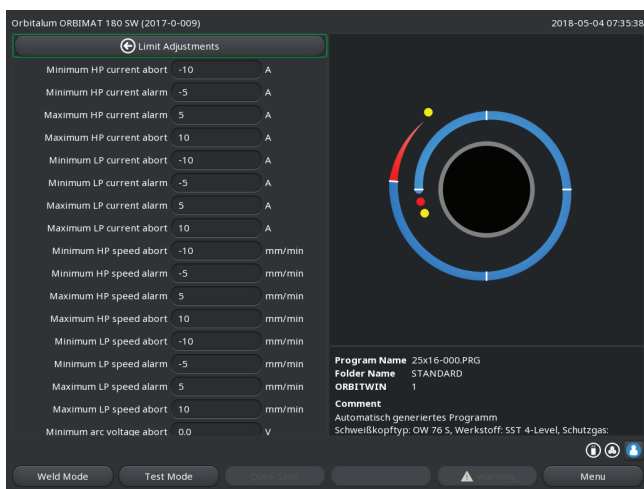 Orbitalum ORBIMAT 180 SW (2017-0-009) 2018-05-04 07:35:38
Limit Adjustments
Minimum HP current abort -10 A
Minimum HP current alarm -5 A
Maximum HP current alarm 5 A
Maximum HP current abort 10 A
Minimum LP current abort -10 A
Minimum LP current alarm -5 A
Maximum LP current alarm 5 A
Maximum LP current abort 10 A
Minimum HP speed abort -10 mm/min
Minimum HP speed alarm -5 mm/min
Maximum HP speed alarm 5 mm/min
Maximum HP speed abort 10 mm/min
Minimum LP speed abort -10 mm/min
Minimum LP speed alarm -5 mm/min
Maximum LP speed alarm 5 mm/min
Maximum LP speed abort 10 mm/min
Minimum arc voltage abort 0.0 V
Program Name 25x16-000.PRG
Folder Name STANDARD
ORBITWIN 1
Comment
Automatisch generiertes Programm
Schweißkopftyp: OW 76 S, Werkstoff: SST 4-Level, Schutzgas:
Weld Mode Test Mode Quick Save... Warning Menu